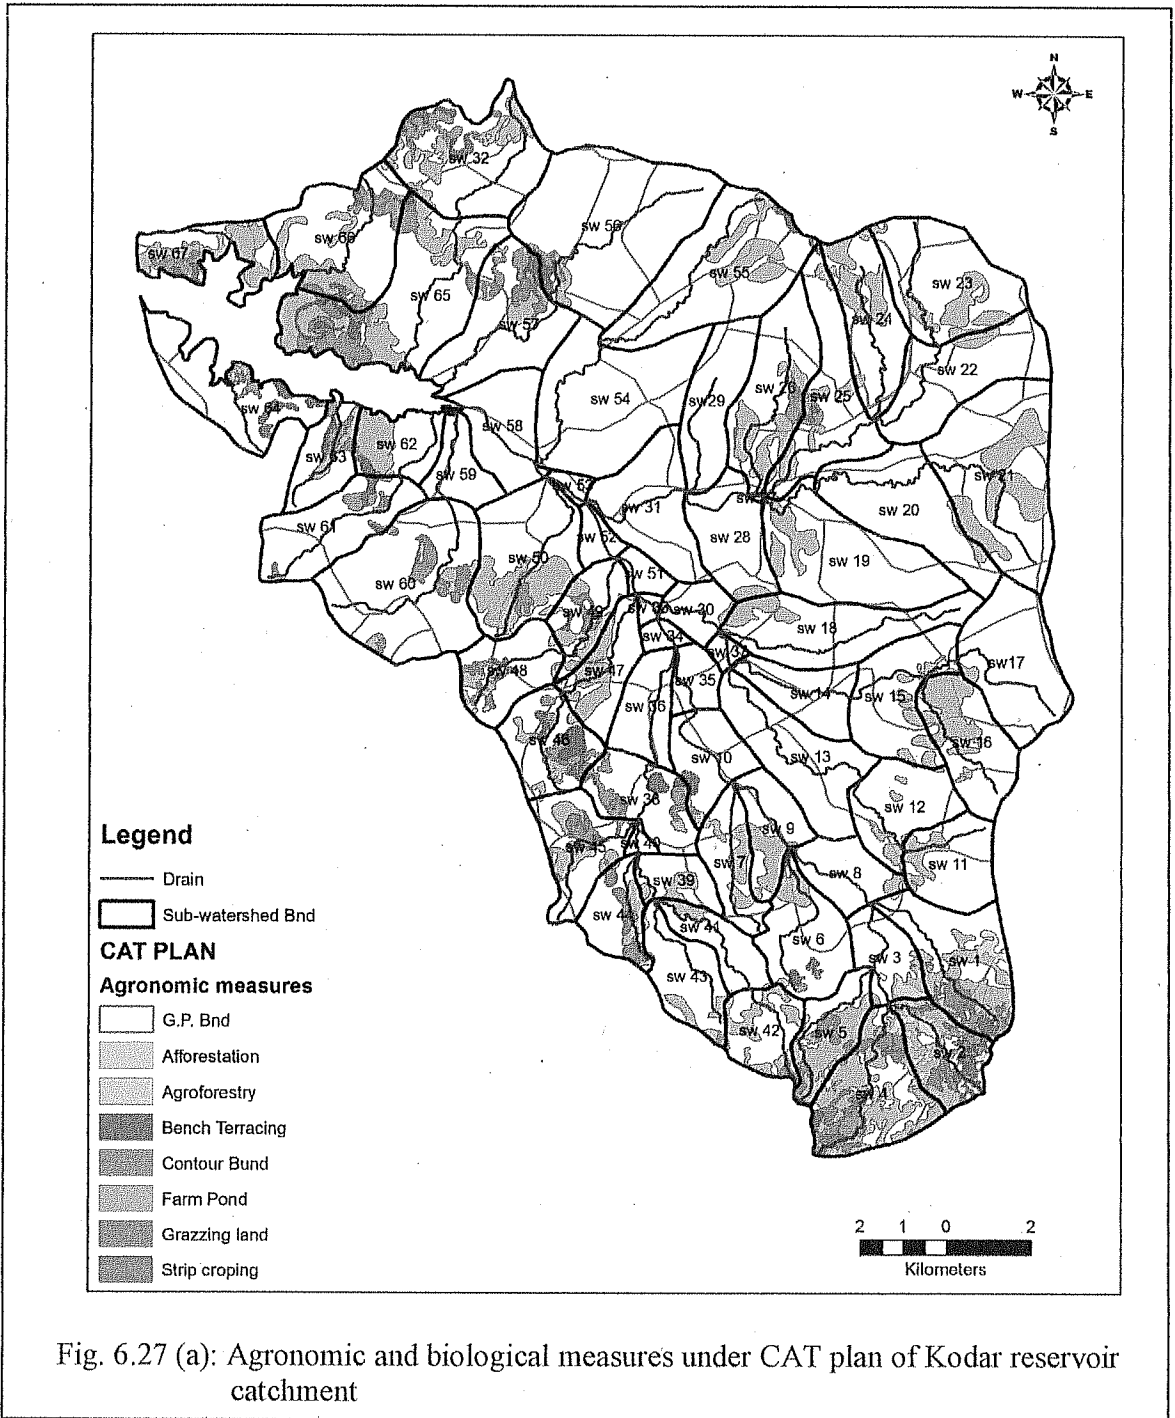 N
W E
S
sw 32
sw 56
sw 66
sw 67
sw 55
sw 65
sw 23
sw 57
sw 24
sw 22
sw 26
sw 25
sw 54
sw 29
sw 64
sw 58
sw 62
sw 63
sw 59
sw 21
sw 31
sw 20
sw 61
sw 52
sw 28
sw 50
sw 19
sw 51
sw 60
sw 49
sw 30
sw 18
sw 34
sw 17
sw 48
sw 47
sw 35
sw 14
sw 15
sw 36
sw 46
sw 16
sw 10
sw 13
sw 38
sw 12
sw 9
sw 45
sw 40
sw 7
sw 11
sw 39
sw 8
sw 44
sw 41
sw 6
sw 3
sw 1
sw 43
sw 42
sw 5
sw 2
sw 4
Legend
Drain
Sub-watershed Bnd
CAT PLAN
Agronomic measures
G.P. Bnd
Afforestation
Agroforestry
Bench Terracing
Contour Bund
Farm Pond
Grazzing land
Strip croping
2 1 0 2
Kilometers
Fig. 6.27 (a): Agronomic and biological measures under CAT plan of Kodar reservoir
catchment